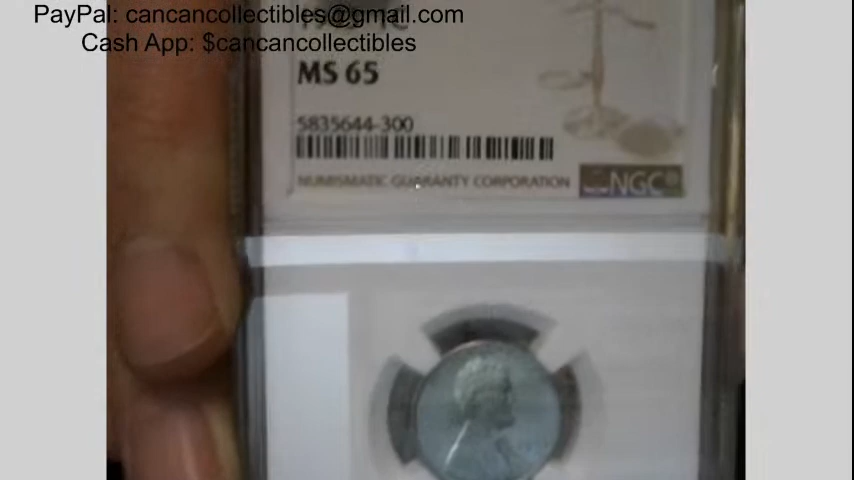 PayPal: cancancollectibles@gmail.com
Cash App: $cancancollectibles
MS 65
5835644-300
NUMISMATIC GUARANTY CORPORATION
NGC®